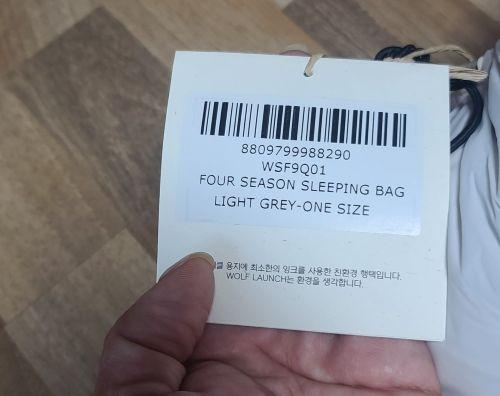 8809799988290
WSF9Q01
FOUR SEASON SLEEPING BAG
LIGHT GREY-ONE SIZE
용지에 최소한의 잉크를 사용한 친환경 행택입니다.
WOLF LAUNCH는 환경을 생각합니다.